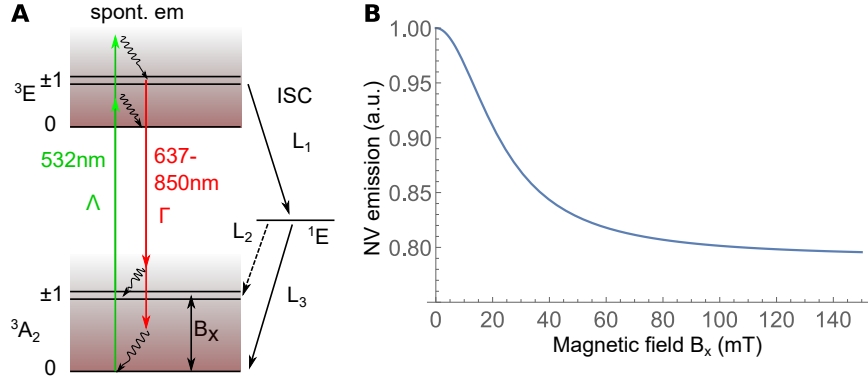 A
spont. em
³E
±1
0
532nm
Λ
637-
850nm
Γ
ISC
L₁
¹E
L₂
L₃
³A₂
±1
0
Bₓ
B
NV emission (a.u.)
1.00
0.95
0.90
0.85
0.80
0
20
40
60
80
100
120
140
Magnetic field Bₓ (mT)